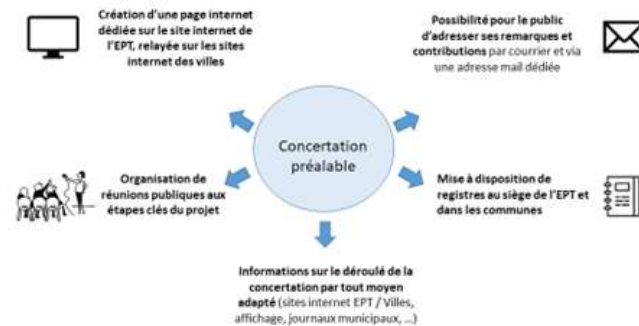 Création d'une page internet
dédiée sur le site internet de
l'EPT, relayée sur les sites
internet des villes
Possibilité pour le public
d'adresser ses remarques et
contributions par courrier et via
une adresse mail dédiée
Concertation
préalable
Organisation de
réunions publiques aux
étapes clés du projet
Mise à disposition de
registres au siège de l'EPT et
dans les communes
Informations sur le déroulé de la
concertation par tout moyen
adapté (sites internet EPT / Villes,
affichage, journaux municipaux, ...)